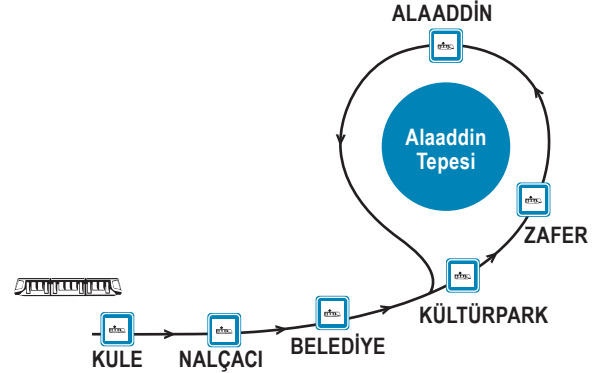 ALAADDİN
Alaaddin
Tepesi
ZAFER
KÜLTÜRPARK
BELEDİYE
NALÇACI
KULE